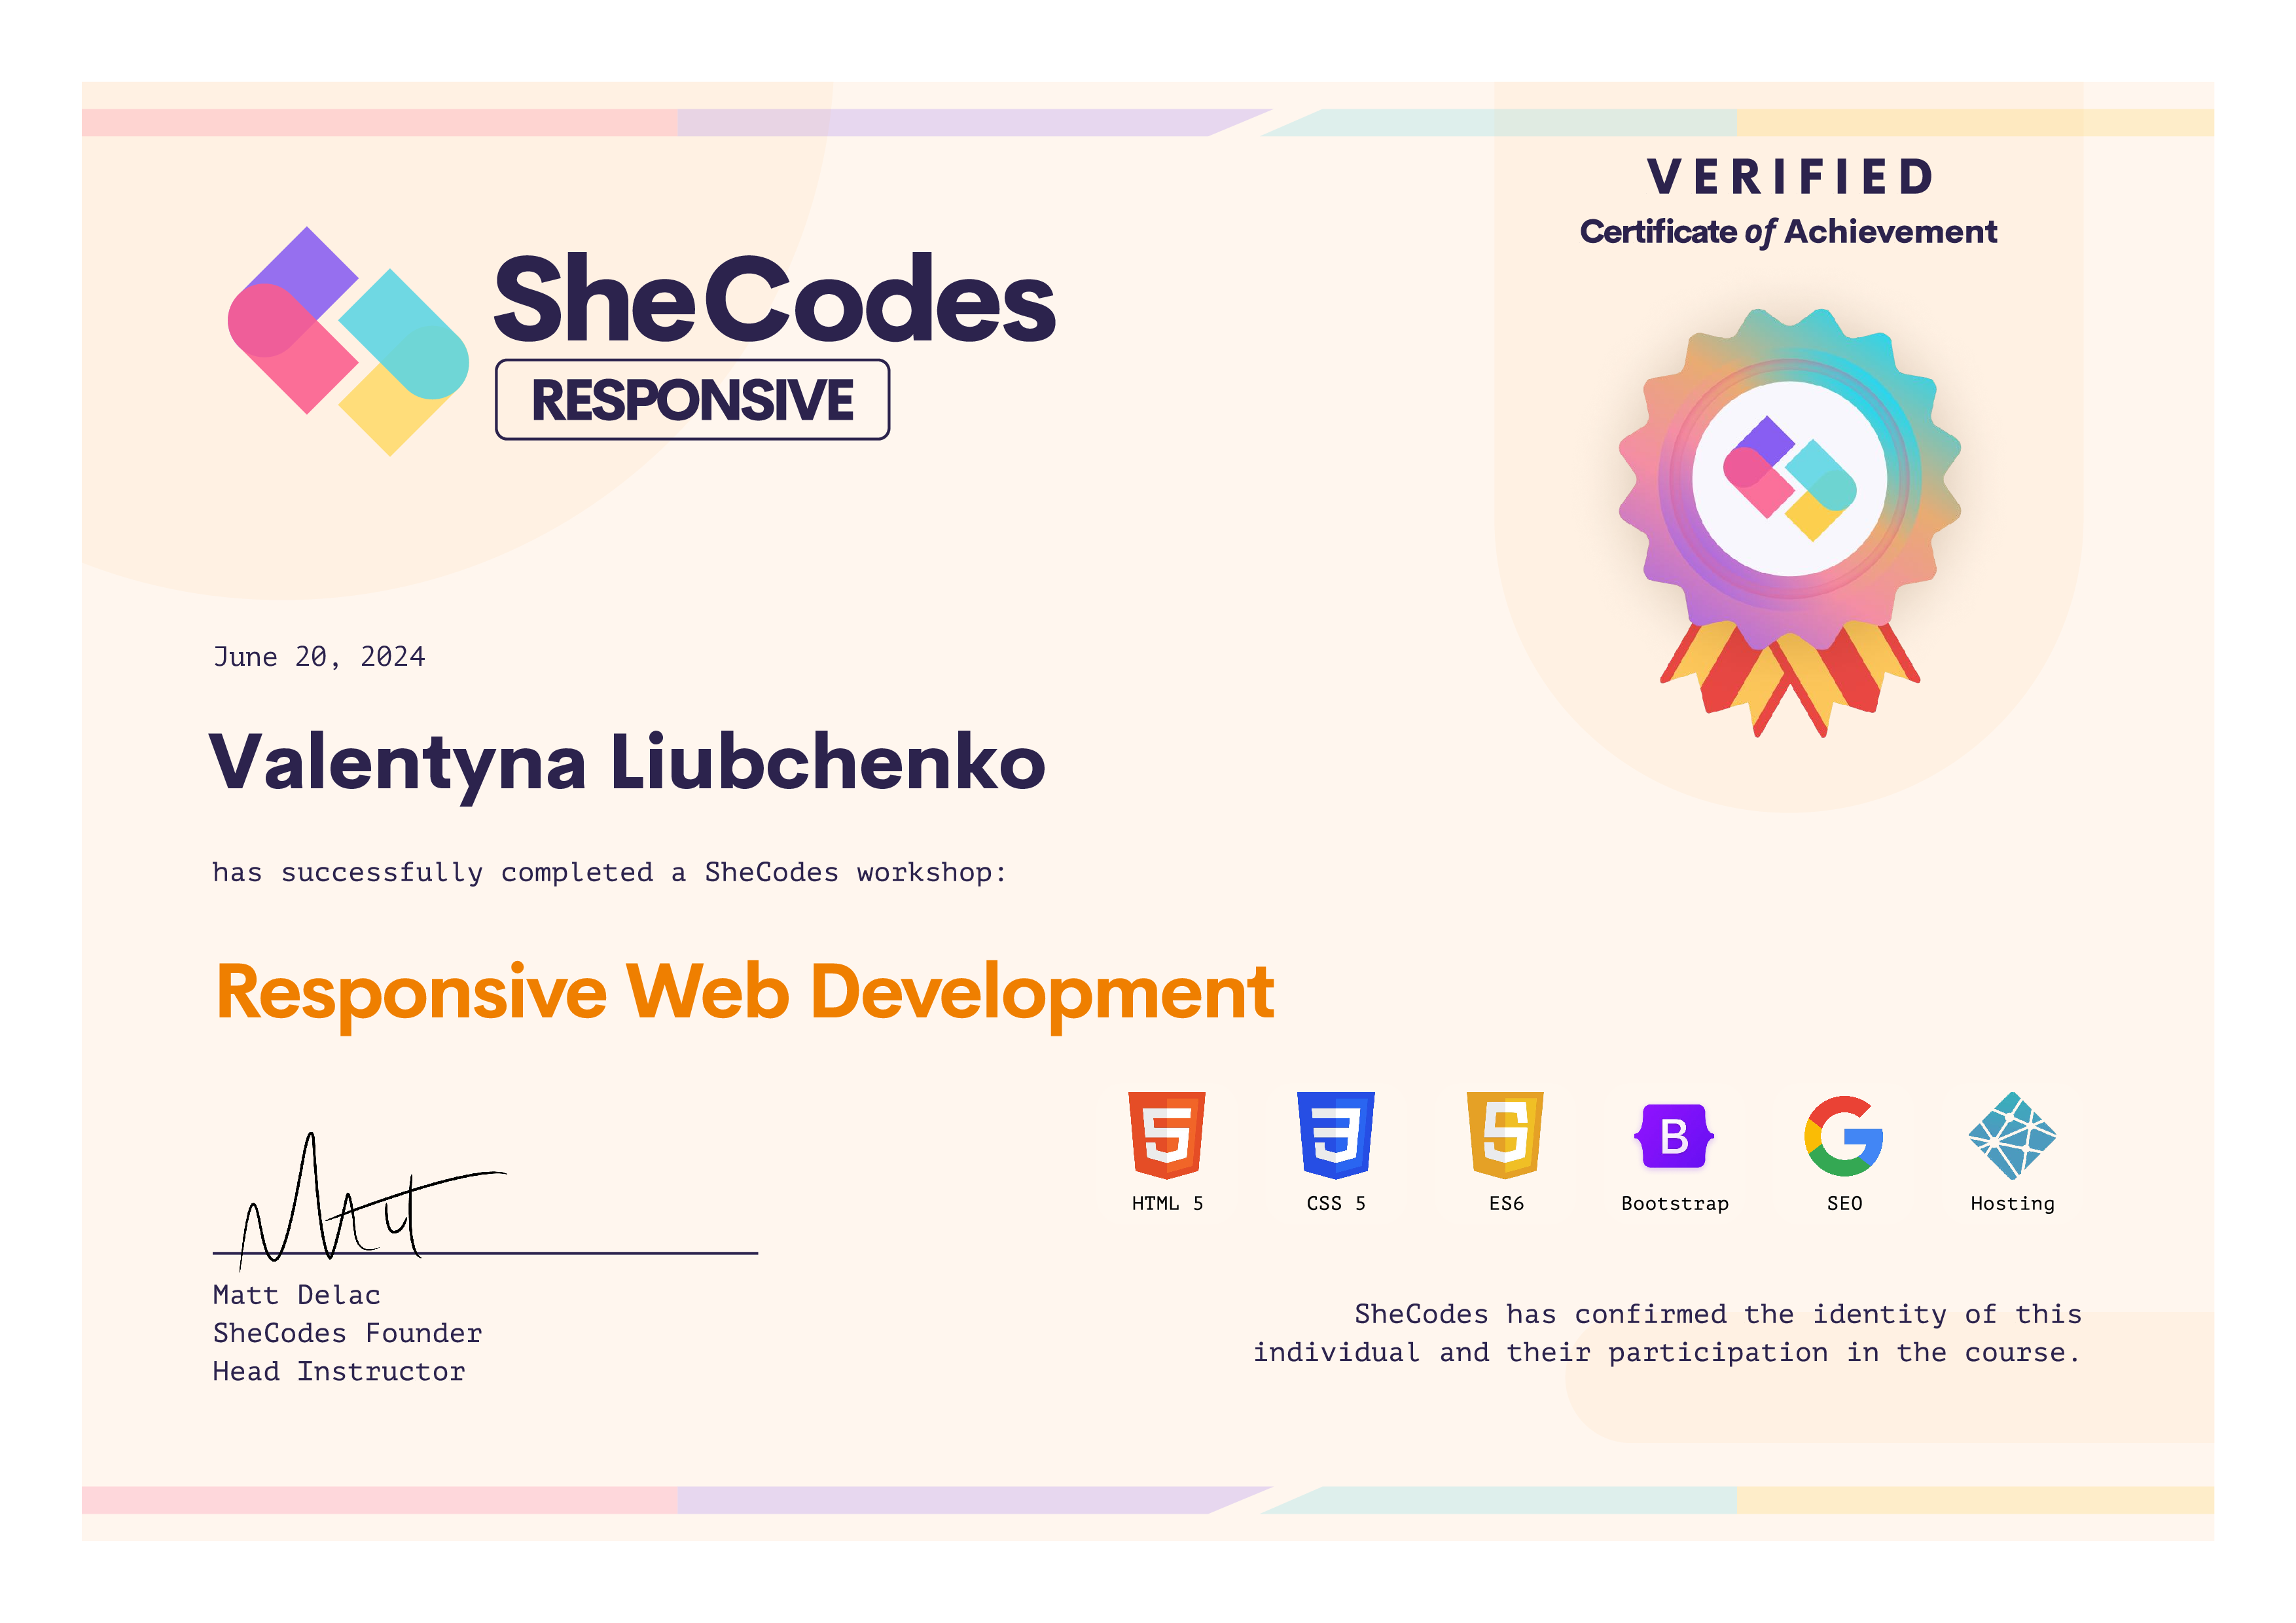 VERIFIED
Certificate of Achievement
SheCodes
RESPONSIVE
June 20, 2024
Valentyna Liubchenko
has successfully completed a SheCodes workshop:
Responsive Web Development
HTML 5
CSS 5
ES6
Bootstrap
SEO
Hosting
Matt
Matt Delac
SheCodes Founder
Head Instructor
SheCodes has confirmed the identity of this
individual and their participation in the course.